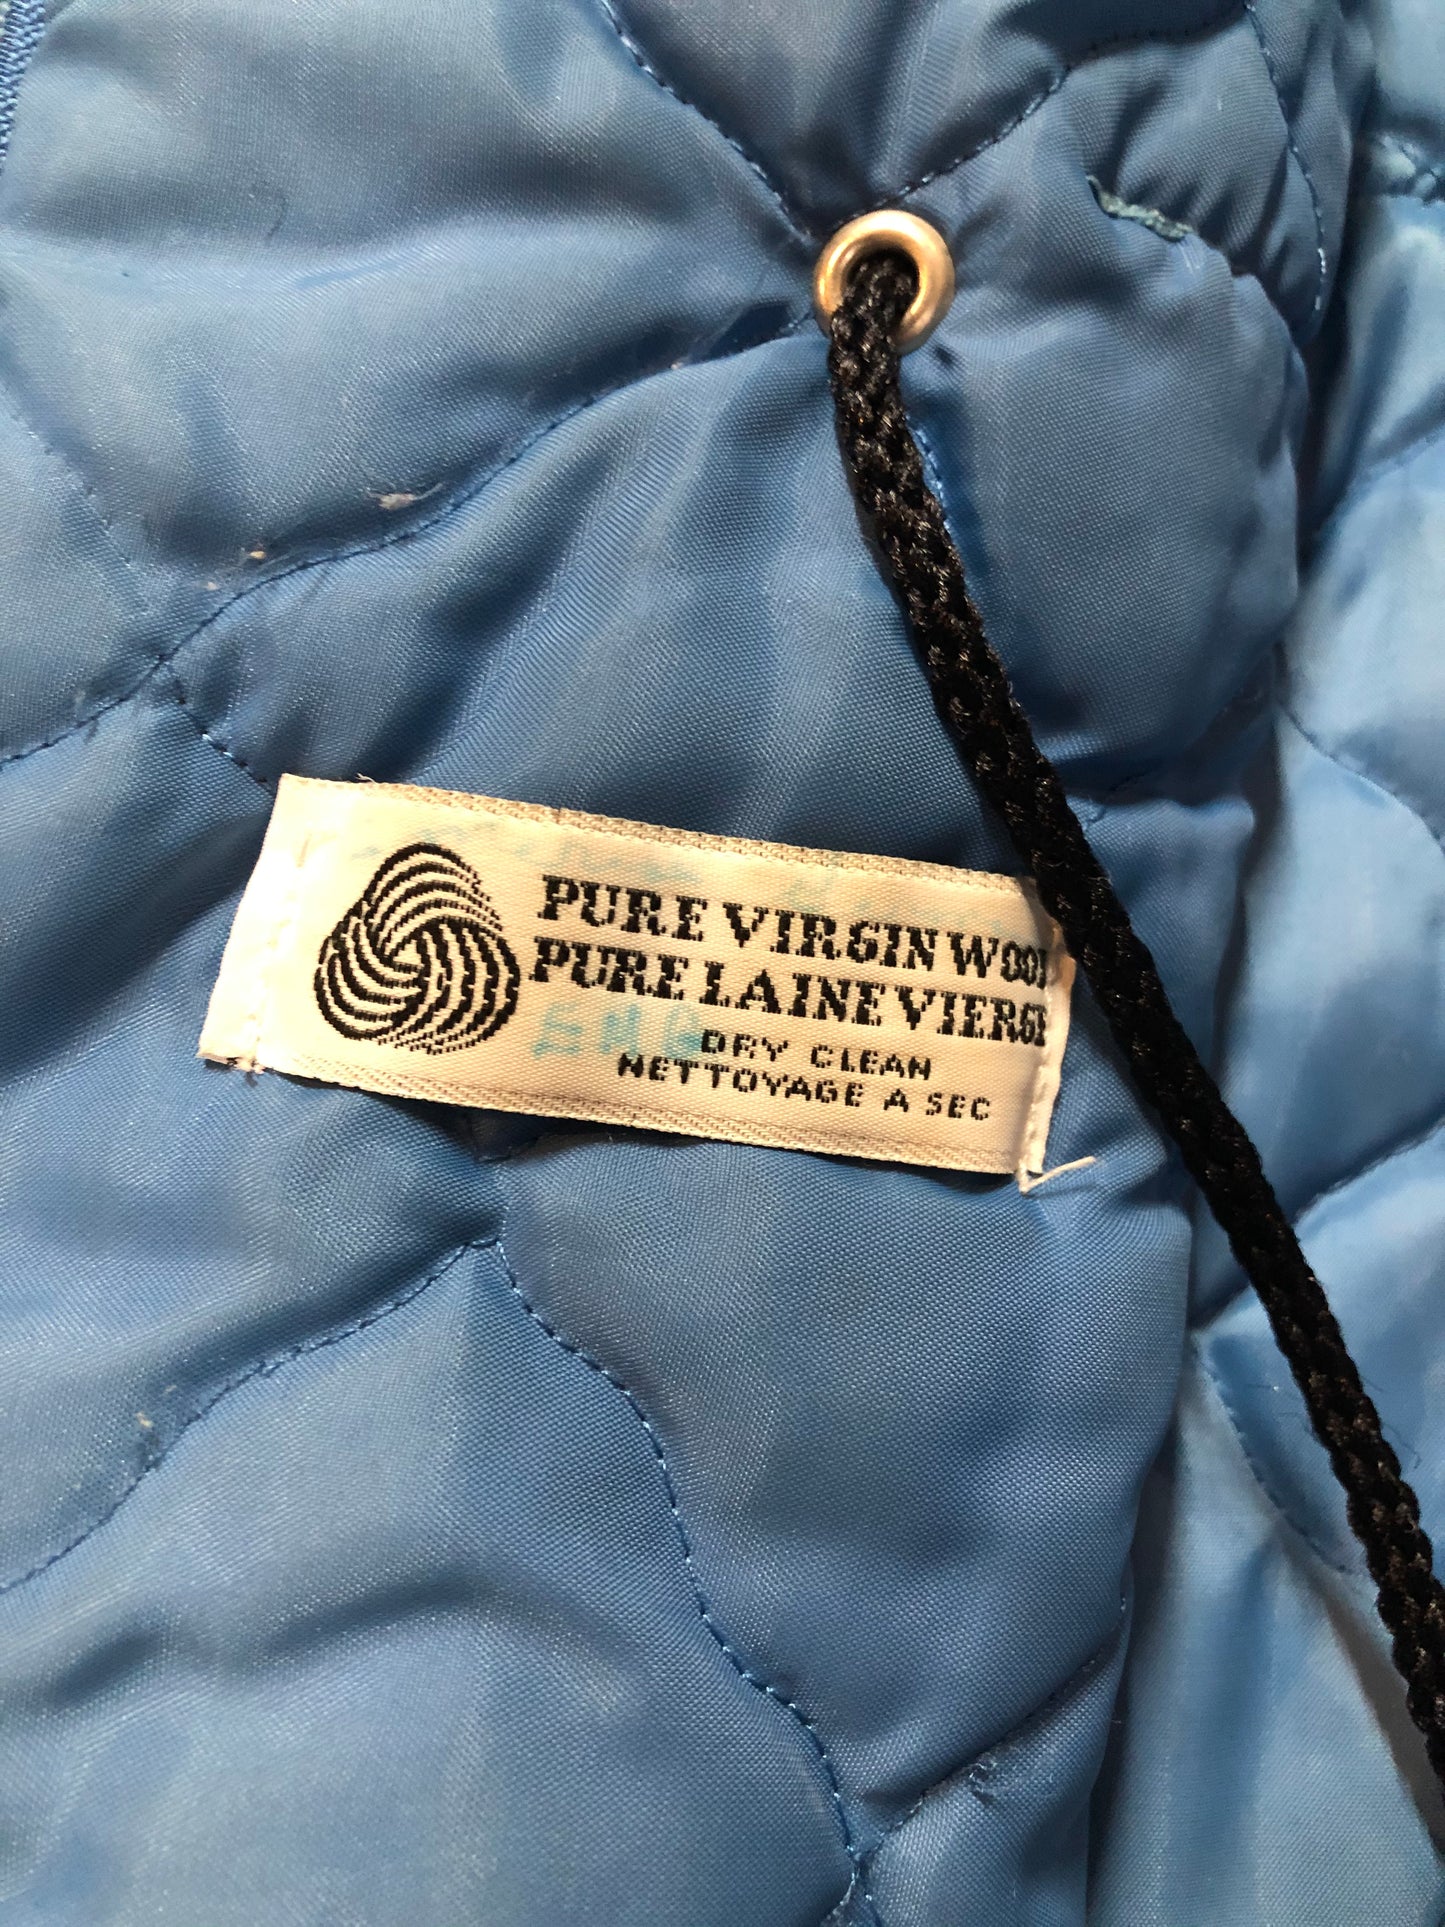 PURE VIRGIN WOOL
PURE LAINE VIERGE
DRY CLEAN
NETTOYAGE A SEC